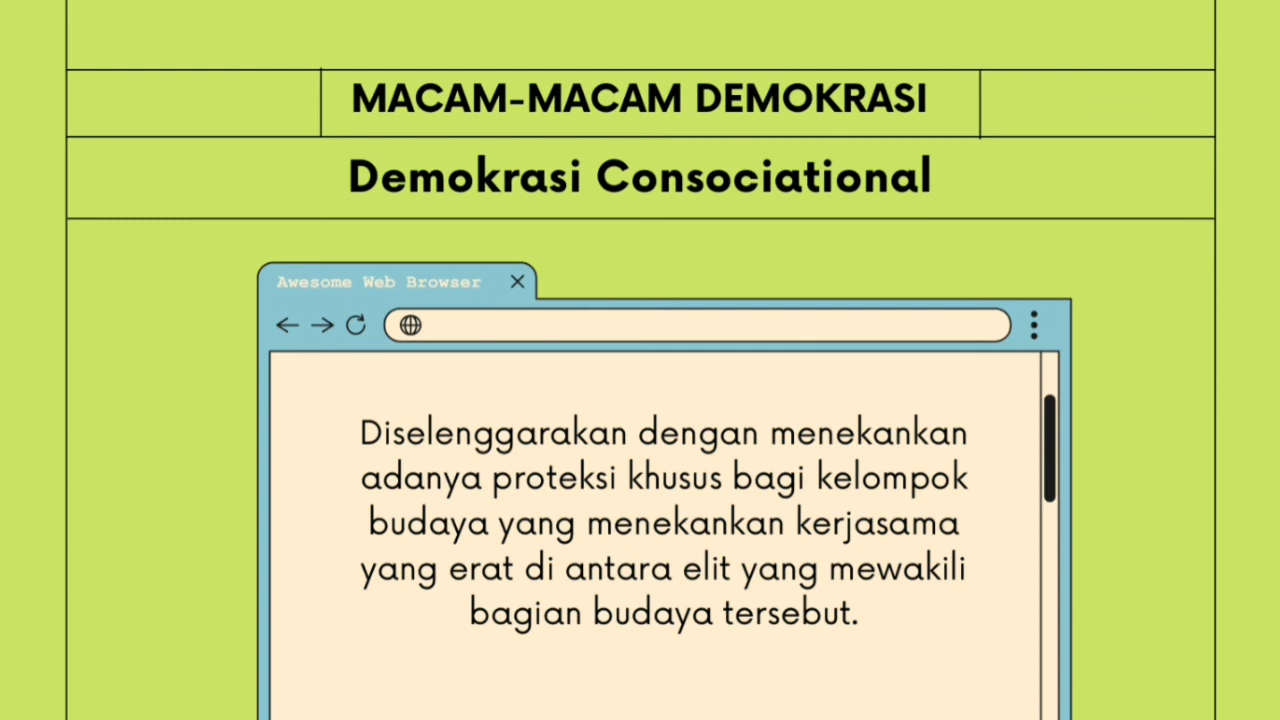 MACAM-MACAM DEMOKRASI
Demokrasi Consociational
Awesome Web Browser
Diselenggarakan dengan menekankan
adanya proteksi khusus bagi kelompok
budaya yang menekankan kerjasama
yang erat di antara elit yang mewakili
bagian budaya tersebut.